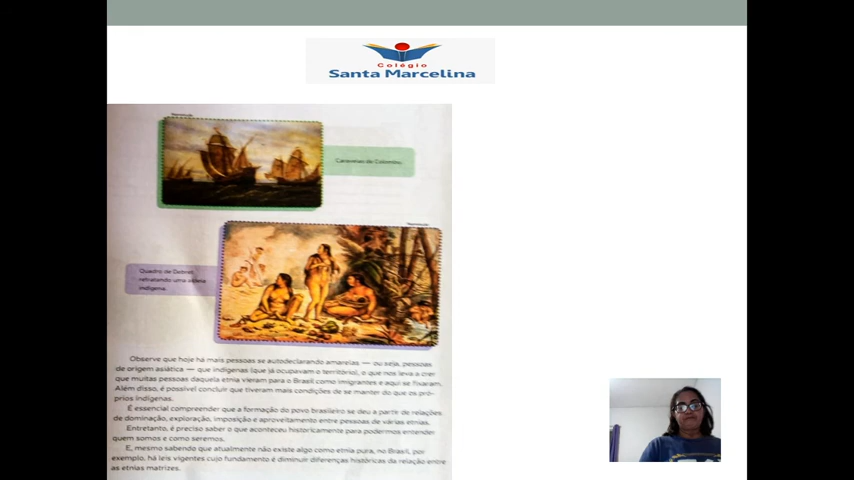 Colégio
Santa Marcelina
Reprodução
Caravelas de Colombo.
Reprodução
Quadro de Debret,
retratando uma aldeia
indígena.
Observe que hoje há mais pessoas se autodeclarando amarelas — ou seja, pessoas
de origem asiática — que indígenas (que já ocupavam o território), o que nos leva a crer
que muitas pessoas daquela etnia vieram para o Brasil como imigrantes e aqui se fixaram.
Além disso, é possível concluir que tiveram mais condições de se manter do que os pró-
prios indígenas.
É essencial compreender que a formação do povo brasileiro se deu a partir de relações
de dominação, exploração, imposição e aproveitamento entre pessoas de várias etnias.
Entretanto, é preciso saber o que aconteceu historicamente para podermos entender
quem somos e como seremos.
E, mesmo sabendo que atualmente não existe algo como etnia pura, no Brasil, por
exemplo, há leis vigentes cujo fundamento é diminuir diferenças históricas da relação entre
as etnias matrizes.